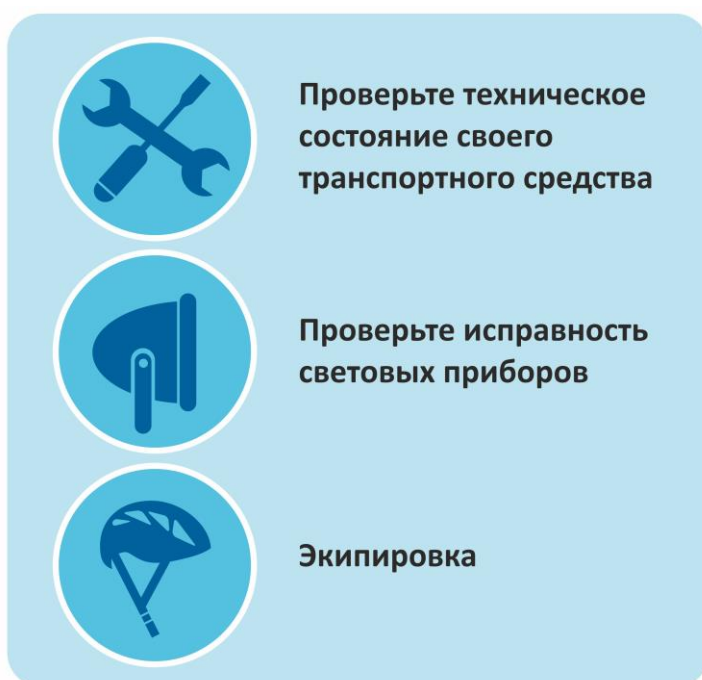 Проверьте техническое
состояние своего
транспортного средства
Проверьте исправность
световых приборов
Экипировка